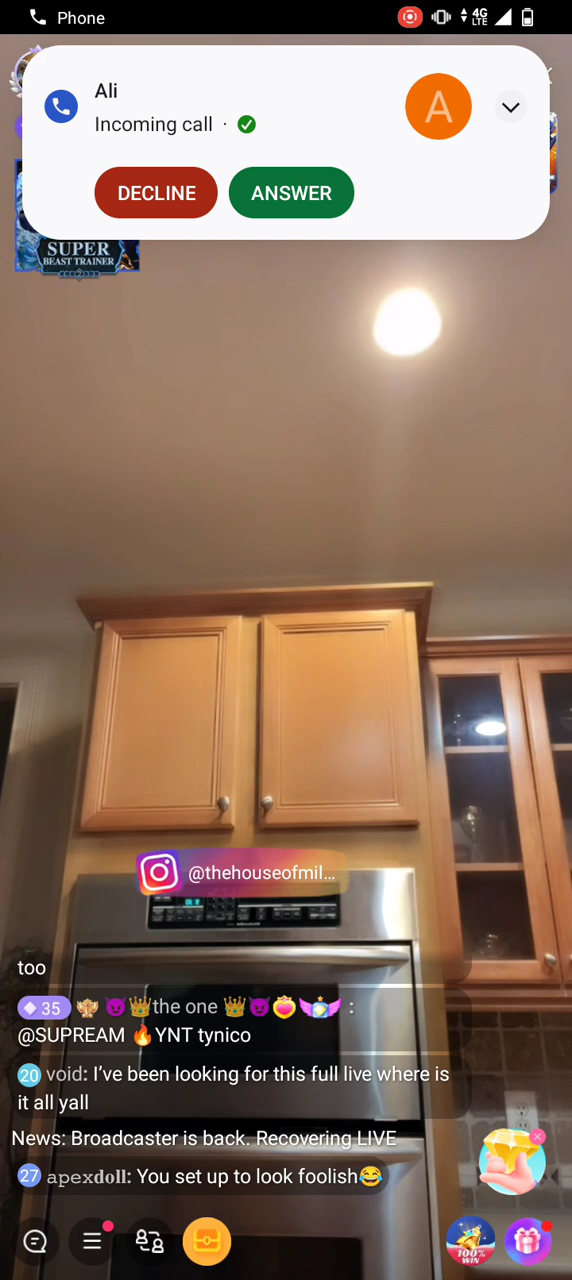 Phone
4G
LTE
Ali
Incoming call ·
A
DECLINE
ANSWER
SUPER
BEAST TRAINER
@thehouseofmil...
too
35 the one :
@SUPREAM 🔥YNT tynico
20 void: I've been looking for this full live where is
it all yall
News: Broadcaster is back. Recovering LIVE
27 apexdoll: You set up to look foolish😂
100%
WIN